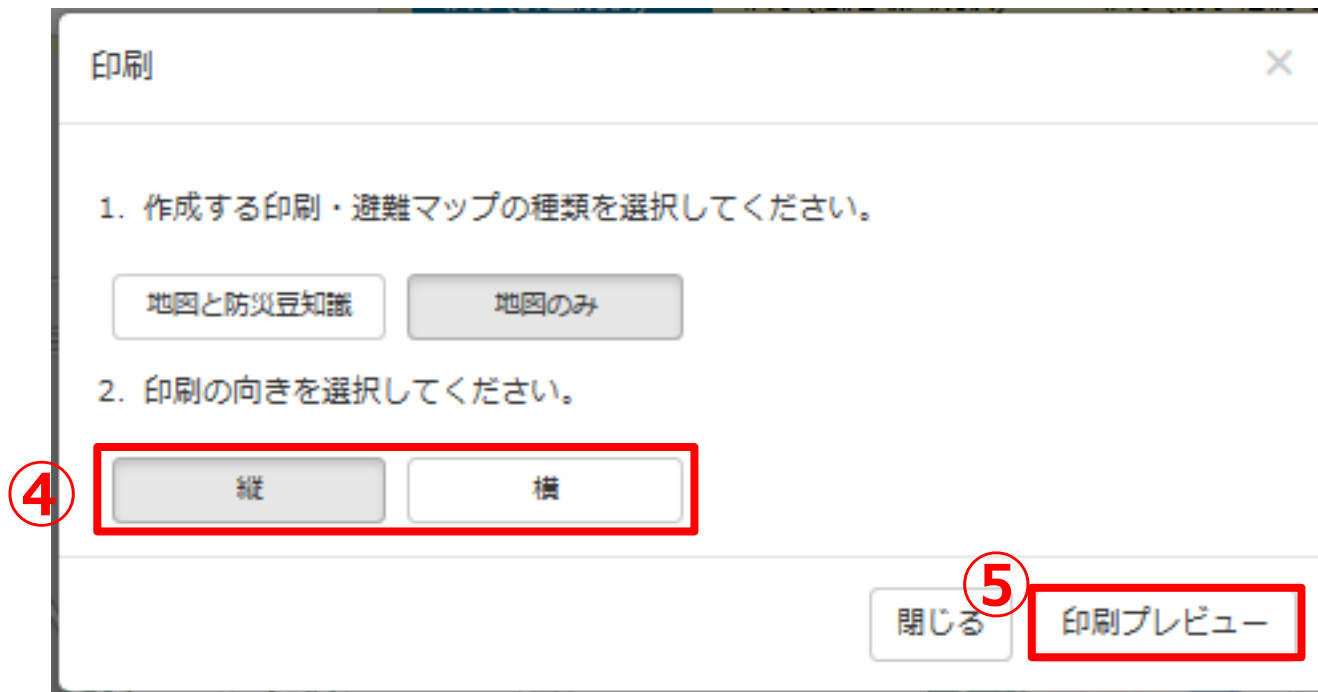 印刷
×
1. 作成する印刷・避難マップの種類を選択してください。
地図と防災豆知識 地図のみ
2. 印刷の向きを選択してください。
④ 縦 横
⑤
閉じる 印刷プレビュー